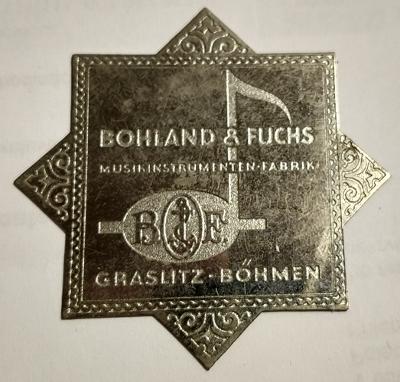 BOHLAND & FUCHS
MUSIKINSTRUMENTEN-FABRIK
B F
GRASLITZ-BÖHMEN